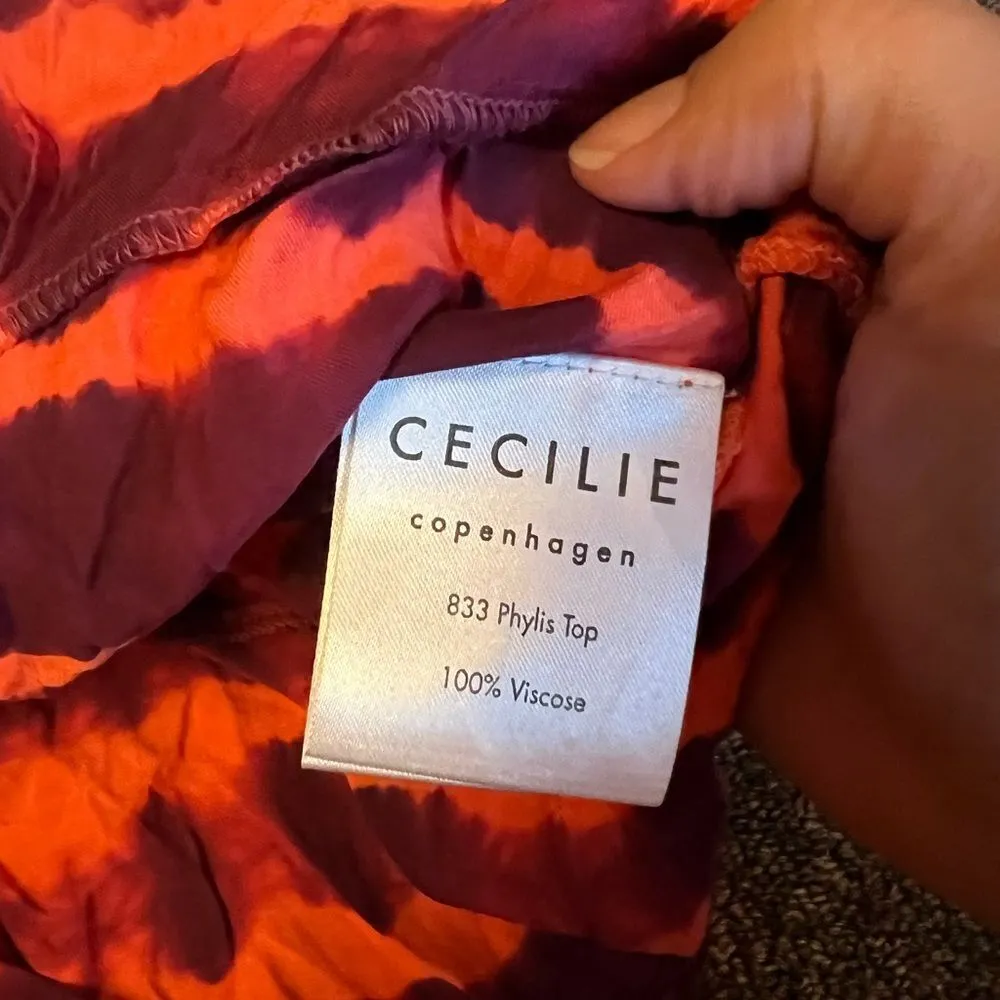 CECILIE
copenhagen
833 Phylis Top
100% Viscose